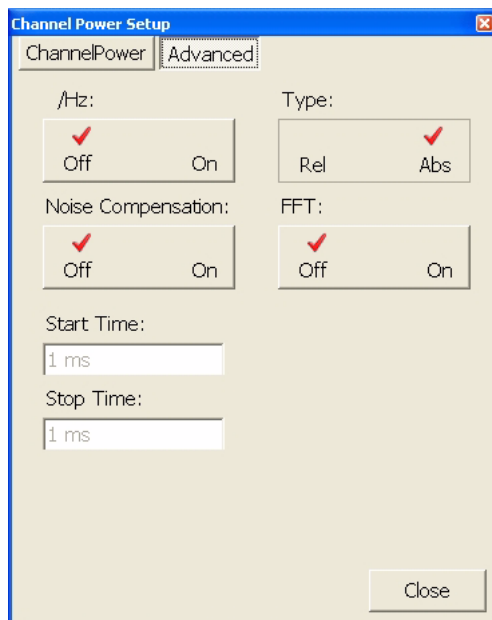 Channel Power Setup
ChannelPower Advanced
/Hz: Type:
Off On Rel Abs
Noise Compensation: FFT:
Off On Off On
Start Time:
1 ms
Stop Time:
1 ms
Close